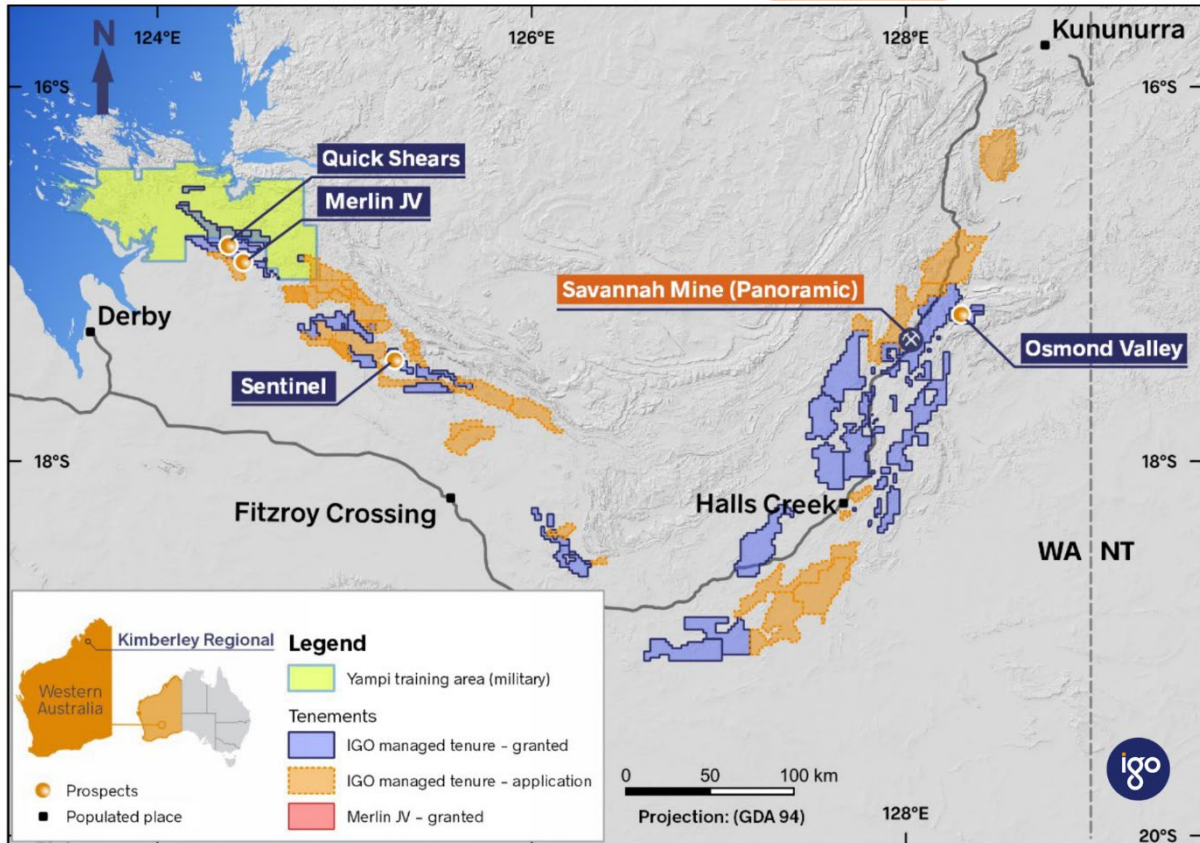 N
124°E
126°E
128°E
Kununurra
16°S
16°S
Quick Shears
Merlin JV
Savannah Mine (Panoramic)
Derby
Osmond Valley
Sentinel
18°S
18°S
Fitzroy Crossing
Halls Creek
WA
NT
Kimberley Regional
Western
Australia
Prospects
Populated place
Legend
Yampi training area (military)
Tenements
IGO managed tenure - granted
IGO managed tenure - application
Merlin JV - granted
0 50 100 km
Projection: (GDA 94)
128°E
20°S
igo